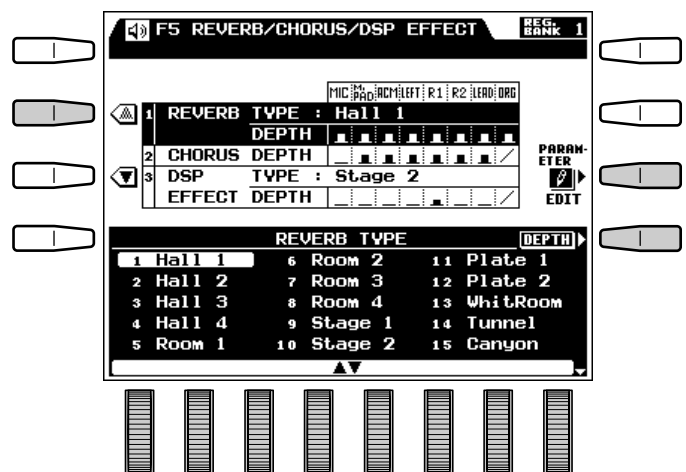 F5 REVERB/CHORUS/DSP EFFECT REG. BANK 1
MIC M. PAD ACM LEFT R1 R2 LEAD ORG
1 REVERB TYPE : Hall 1
DEPTH
2 CHORUS DEPTH
3 DSP TYPE : Stage 2
EFFECT DEPTH
PARAM-
ETER
EDIT
REVERB TYPE DEPTH
1 Hall 1 6 Room 2 11 Plate 1
2 Hall 2 7 Room 3 12 Plate 2
3 Hall 3 8 Room 4 13 WhitRoom
4 Hall 4 9 Stage 1 14 Tunnel
5 Room 1 10 Stage 2 15 Canyon